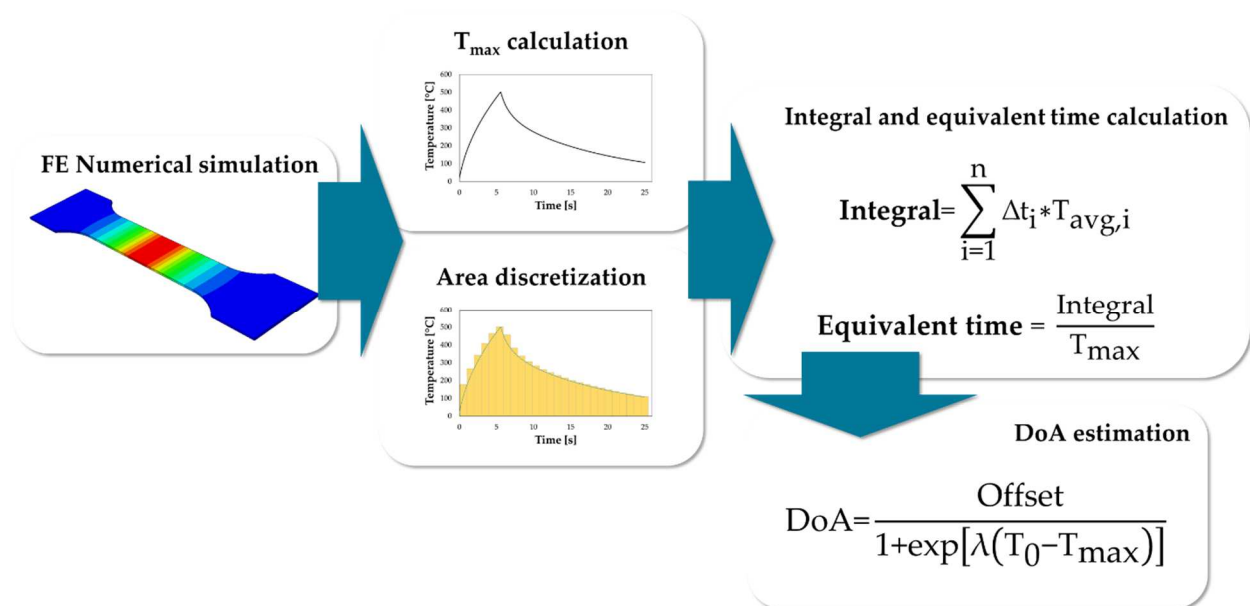 FE Numerical simulation
Tmax calculation
Temperature [°C]
600
500
400
300
200
100
0
0 5 10 15 20 25
Time [s]
Area discretization
Temperature [°C]
600
500
400
300
200
100
0
0 5 10 15 20 25
Time [s]
Integral and equivalent time calculation
Integral= ∑ᵢ₌₁ⁿ Δtᵢ*Tavg,i
Equivalent time = Integral / Tmax
DoA estimation
DoA= Offset / 1+exp[λ(T₀−Tmax)]